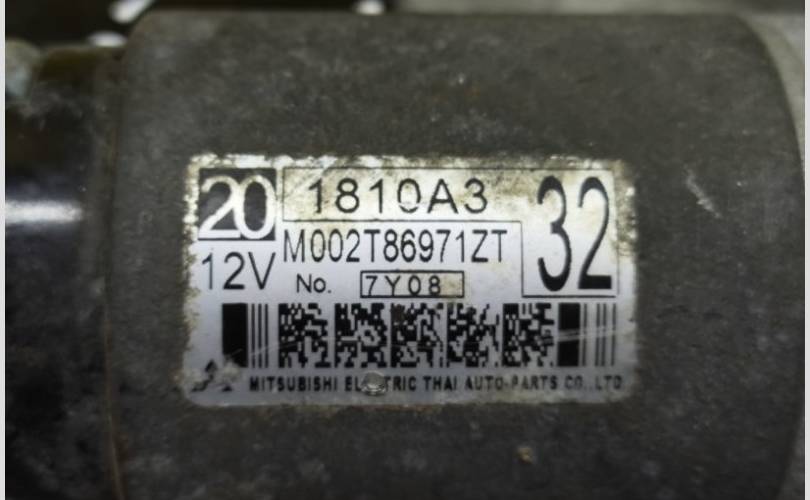 20 1810A3 32
12V M002T86971ZT
No. 7Y08
MITSUBISHI ELECTRIC THAI AUTO-PARTS CO.,LTD